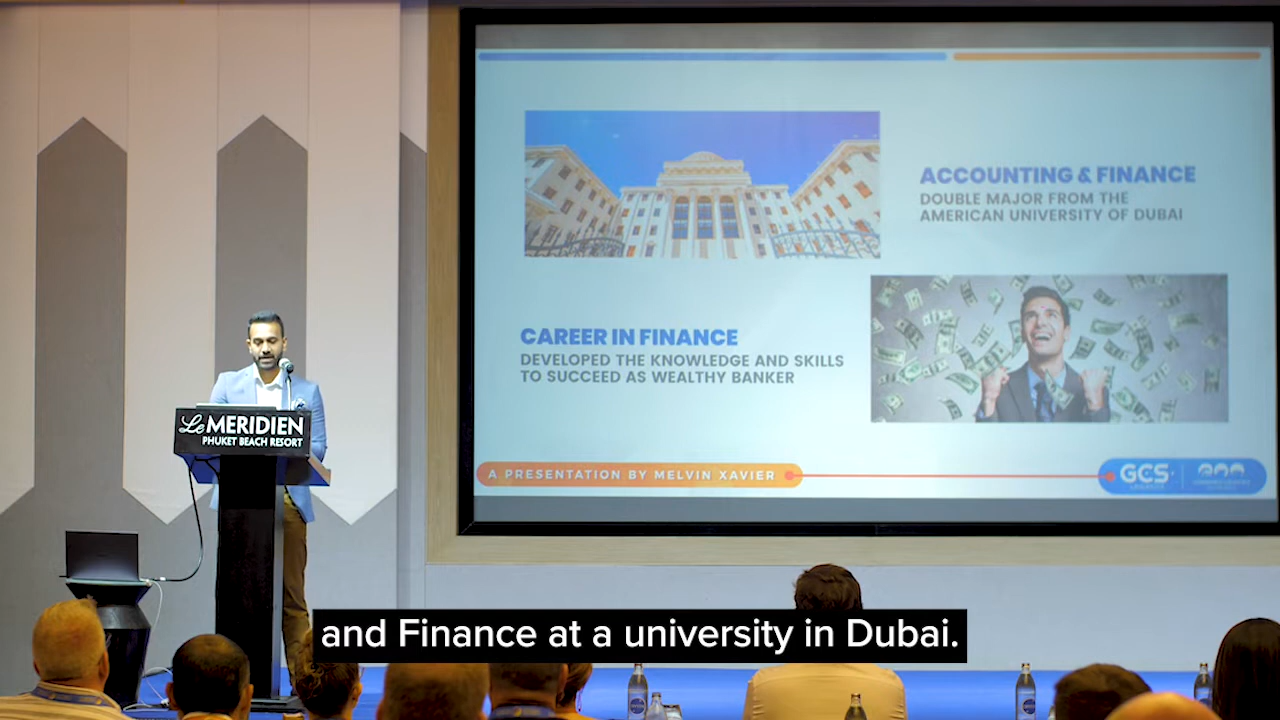 ACCOUNTING & FINANCE
DOUBLE MAJOR FROM THE
AMERICAN UNIVERSITY OF DUBAI
CAREER IN FINANCE
DEVELOPED THE KNOWLEDGE AND SKILLS
TO SUCCEED AS WEALTHY BANKER
A PRESENTATION BY MELVIN XAVIER
GCS
Le MERIDIEN
PHUKET BEACH RESORT
and Finance at a university in Dubai.